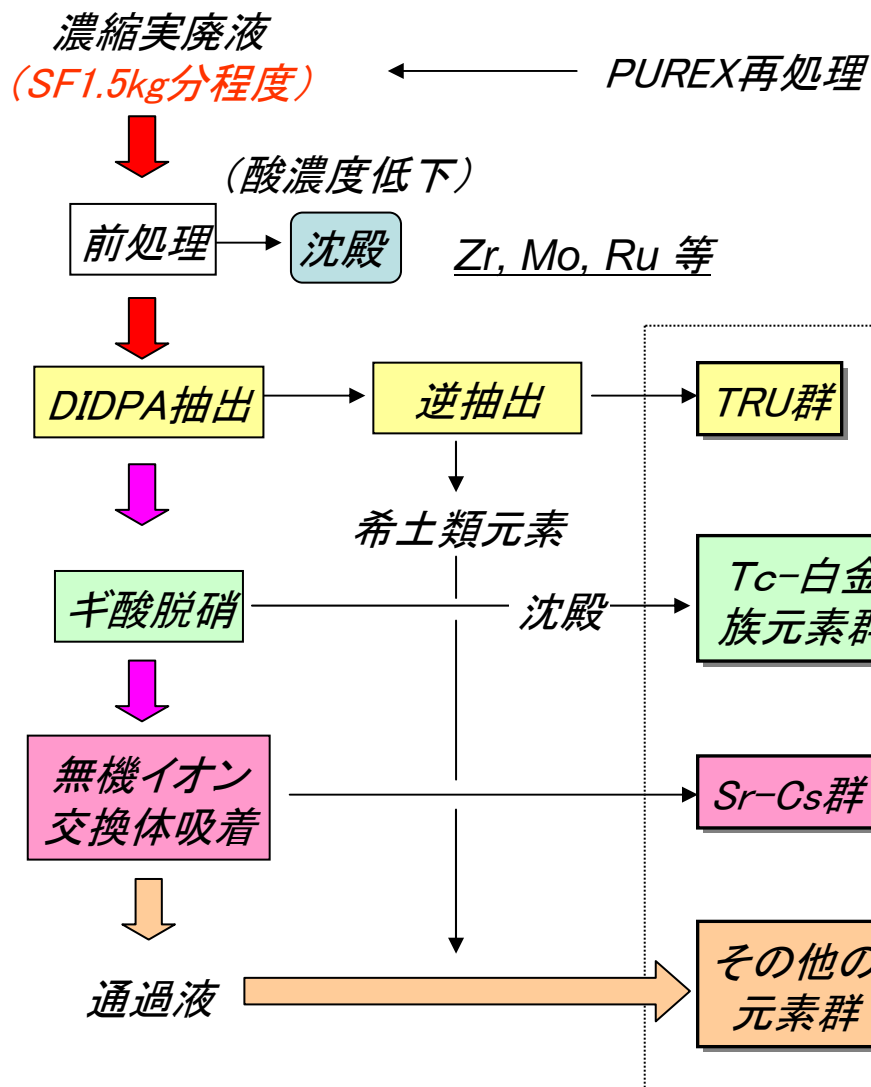 濃縮実廃液
（SF1.5kg分程度）
PUREX再処理
（酸濃度低下）
前処理
沈殿
Zr, Mo, Ru 等
DIDPA抽出
逆抽出
TRU群
希土類元素
ギ酸脱硝
沈殿
Tc-白金
族元素群
無機イオン
交換体吸着
Sr-Cs群
通過液
その他の
元素群